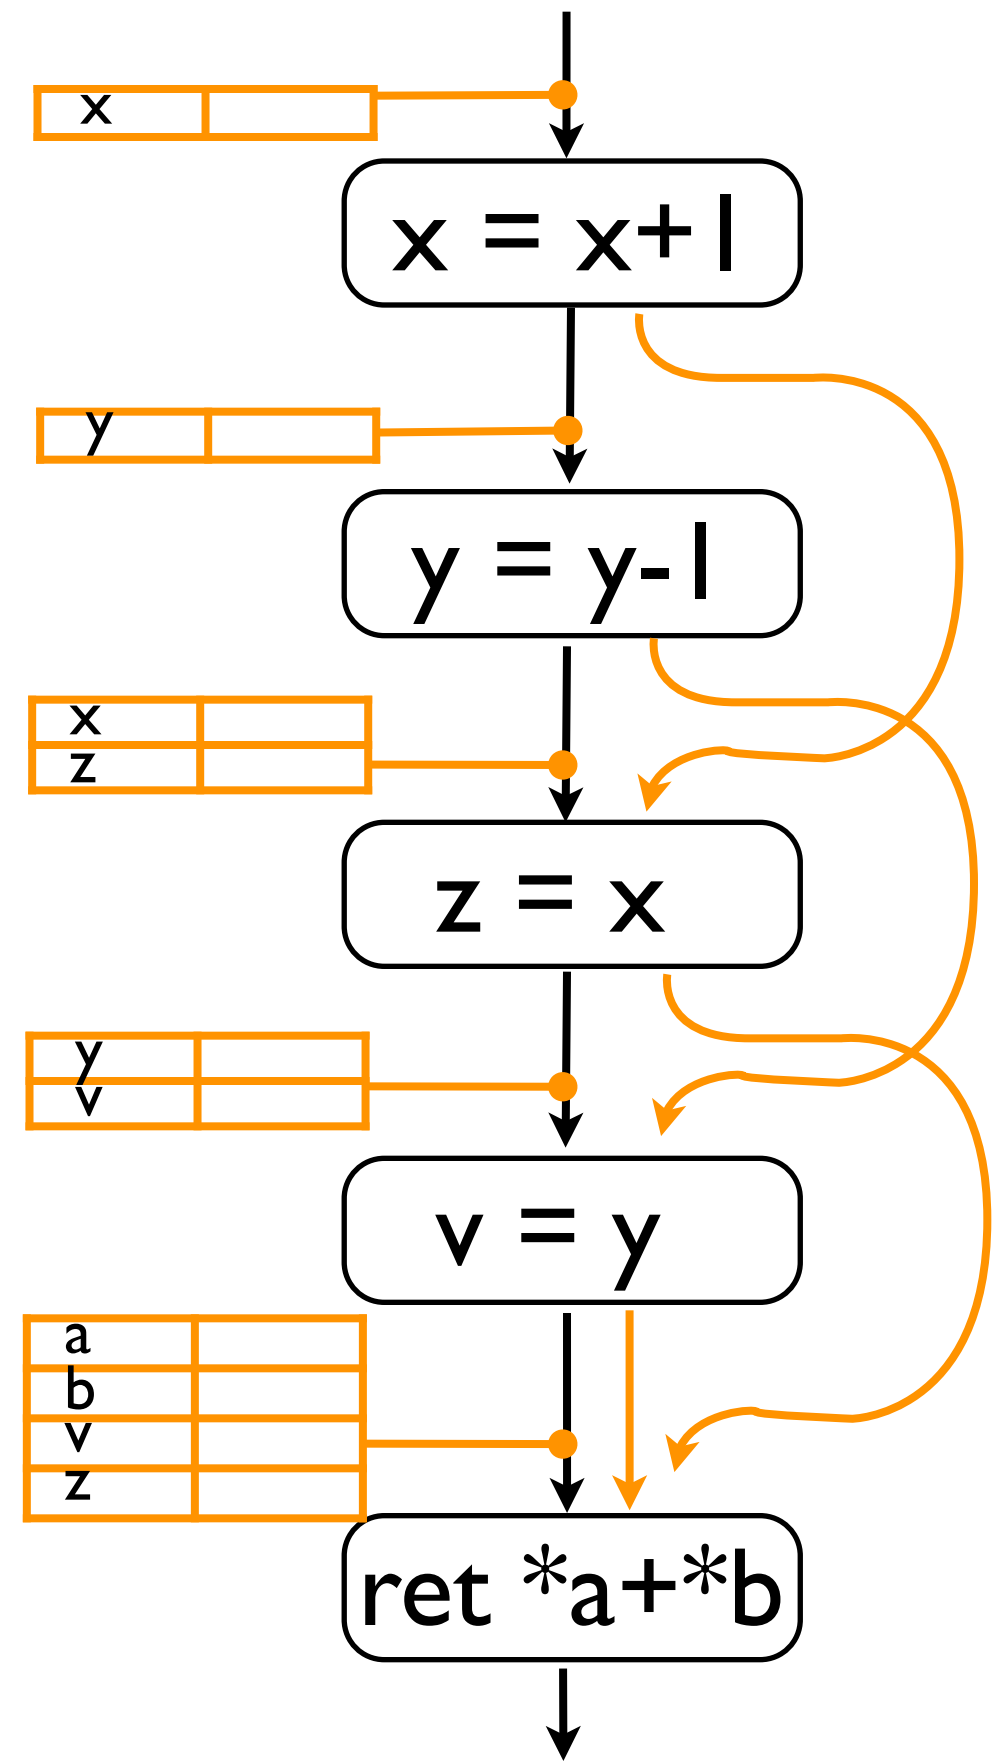 x
x = x+1
y
y = y-1
x
z
z = x
y
v
v = y
a
b
v
z
ret *a+*b